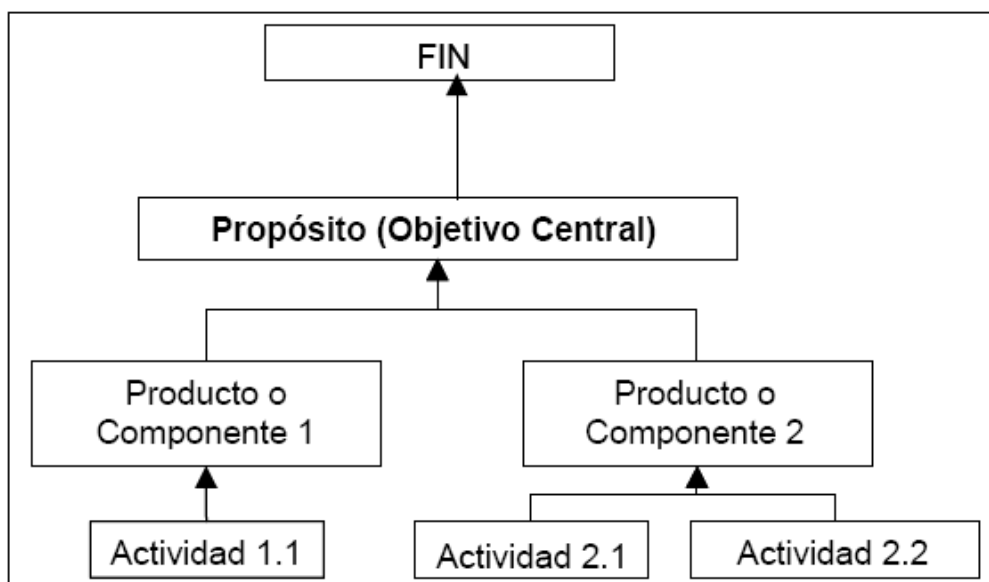 FIN
Propósito (Objetivo Central)
Producto o
Componente 1
Producto o
Componente 2
Actividad 1.1
Actividad 2.1
Actividad 2.2